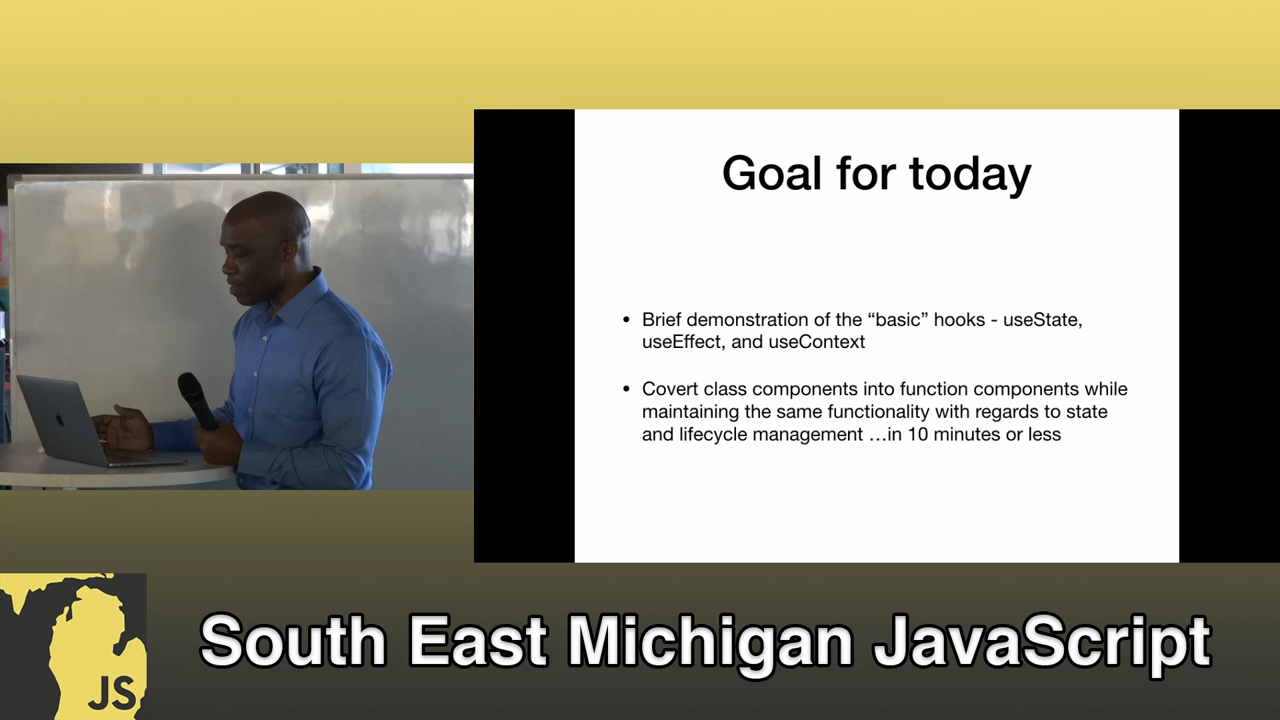 Goal for today
• Brief demonstration of the “basic” hooks - useState,
useEffect, and useContext
• Covert class components into function components while
maintaining the same functionality with regards to state
and lifecycle management …in 10 minutes or less
JS
South East Michigan JavaScript